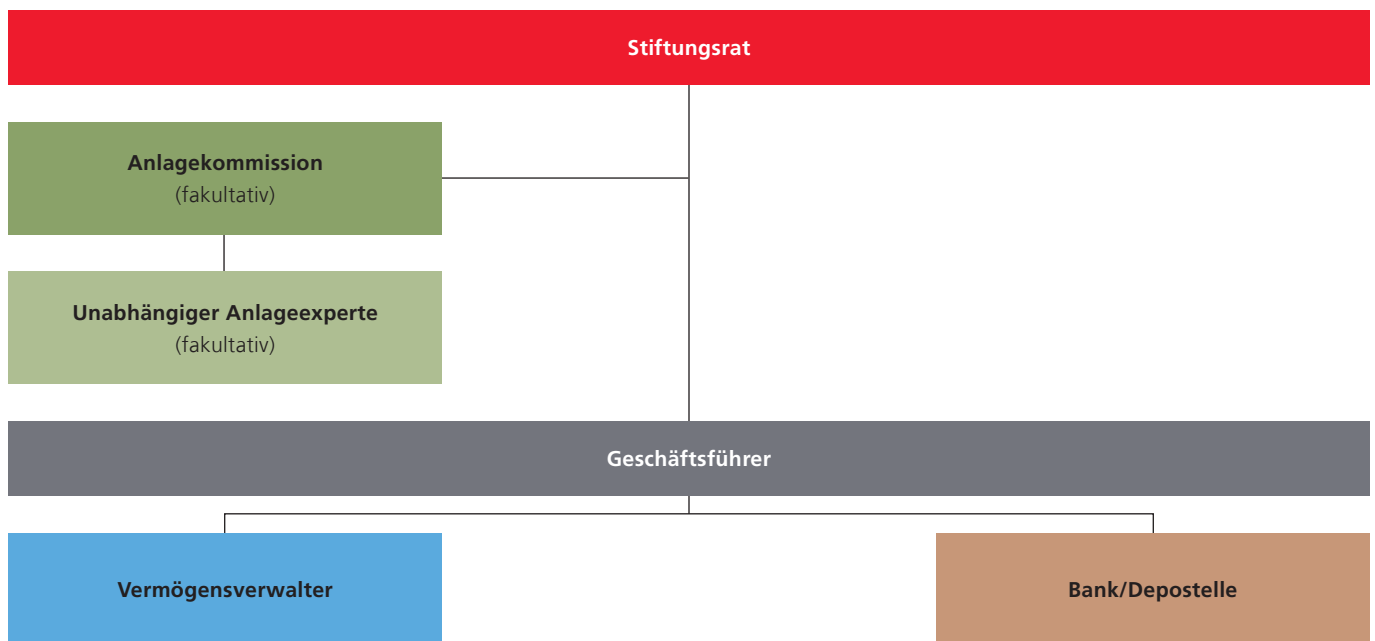 Stiftungsrat
Anlagekommission
(fakultativ)
Unabhängiger Anlageexperte
(fakultativ)
Geschäftsführer
Vermögensverwalter
Bank/Depostelle